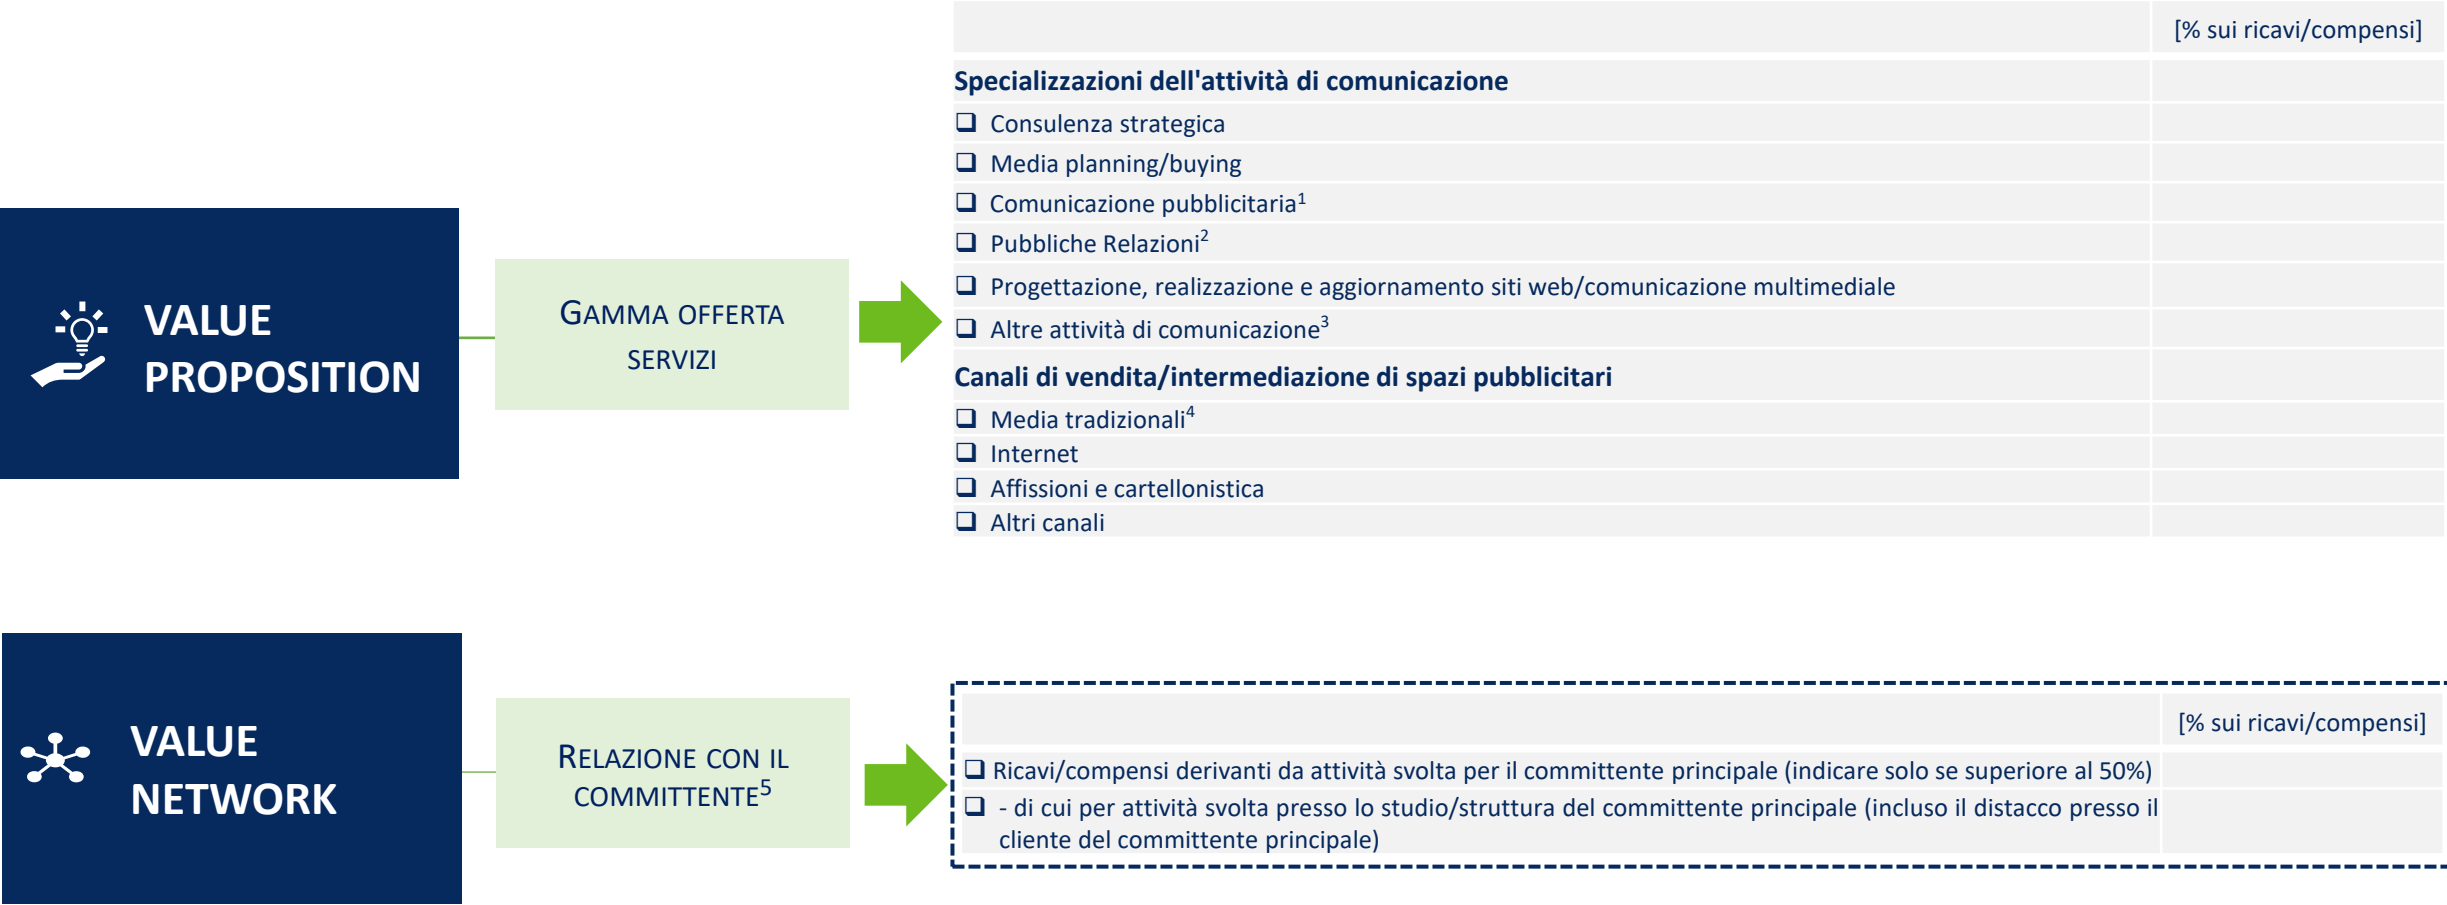 [% sui ricavi/compensi]
Specializzazioni dell'attività di comunicazione
❑ Consulenza strategica
❑ Media planning/buying
❑ Comunicazione pubblicitaria¹
❑ Pubbliche Relazioni²
❑ Progettazione, realizzazione e aggiornamento siti web/comunicazione multimediale
❑ Altre attività di comunicazione³
Canali di vendita/intermediazione di spazi pubblicitari
❑ Media tradizionali⁴
❑ Internet
❑ Affissioni e cartellonistica
❑ Altri canali
VALUE
PROPOSITION
GAMMA OFFERTA
SERVIZI
VALUE
NETWORK
RELAZIONE CON IL
COMMITTENTE⁵
[% sui ricavi/compensi]
❑ Ricavi/compensi derivanti da attività svolta per il committente principale (indicare solo se superiore al 50%)
❑ - di cui per attività svolta presso lo studio/struttura del committente principale (incluso il distacco presso il
cliente del committente principale)